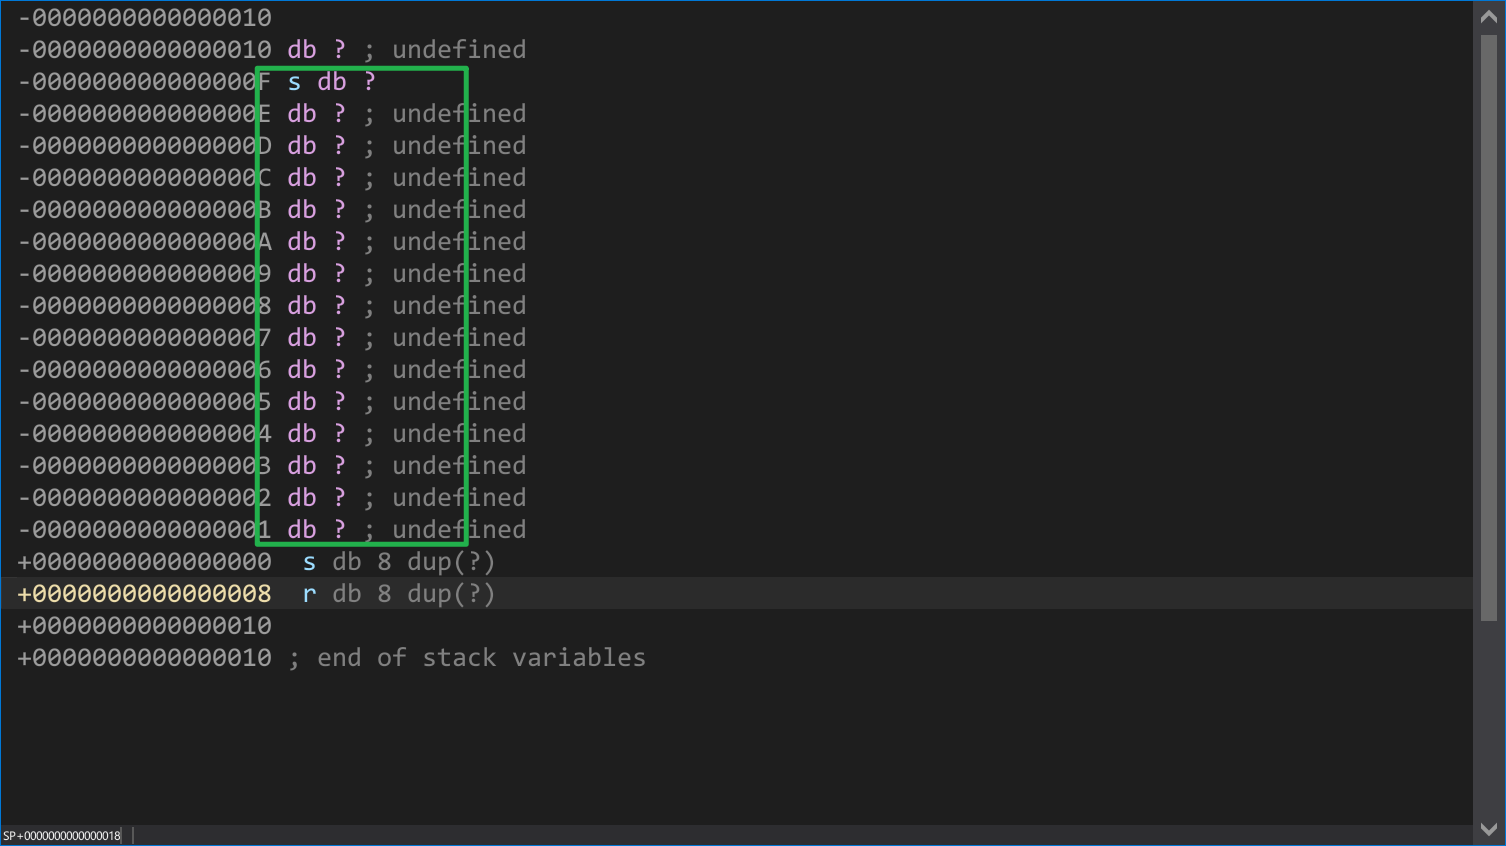 -0000000000000010
-0000000000000010 db ? ; undefined
-000000000000000F s db ?
-000000000000000E db ? ; undefined
-000000000000000D db ? ; undefined
-000000000000000C db ? ; undefined
-000000000000000B db ? ; undefined
-000000000000000A db ? ; undefined
-0000000000000009 db ? ; undefined
-0000000000000008 db ? ; undefined
-0000000000000007 db ? ; undefined
-0000000000000006 db ? ; undefined
-0000000000000005 db ? ; undefined
-0000000000000004 db ? ; undefined
-0000000000000003 db ? ; undefined
-0000000000000002 db ? ; undefined
-0000000000000001 db ? ; undefined
+0000000000000000  s db 8 dup(?)
+0000000000000008  r db 8 dup(?)
+0000000000000010
+0000000000000010 ; end of stack variables
SP+0000000000000018